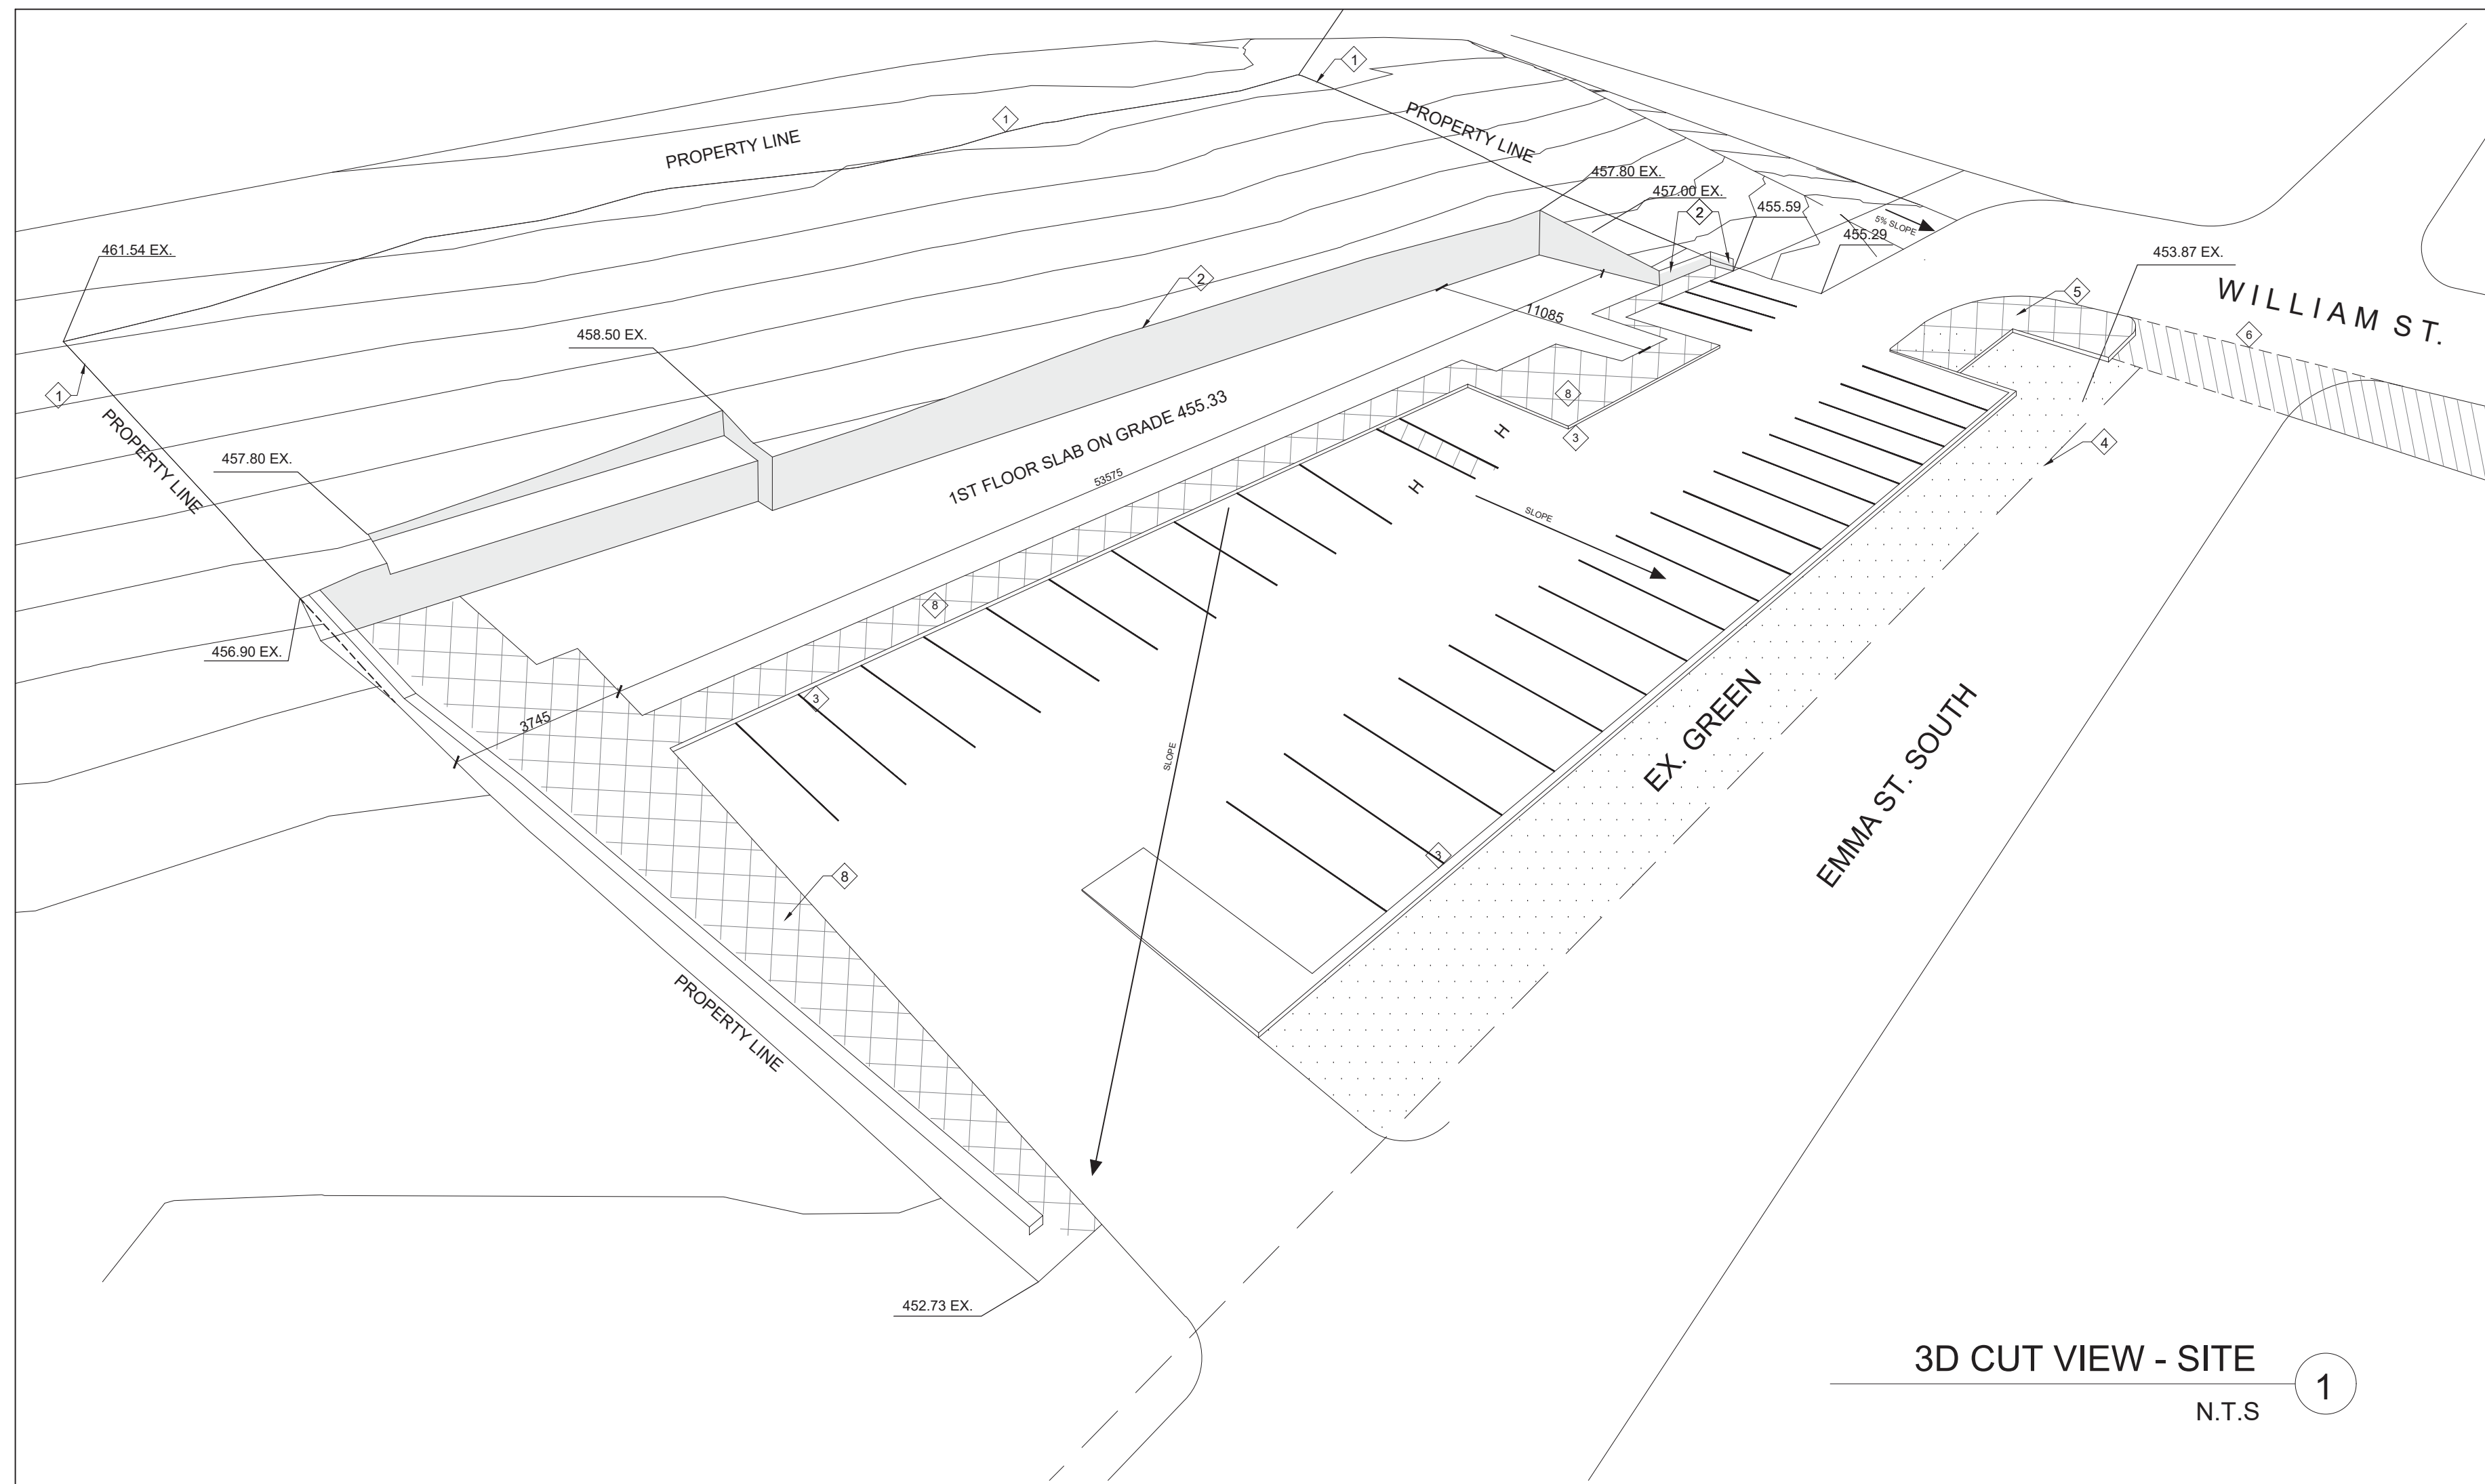 1
PROPERTY LINE
1
PROPERTY LINE
457.80 EX.
457.00 EX.
2
455.59
455.29
5% SLOPE
461.54 EX.
453.87 EX.
WILLIAM ST.
5
6
2
458.50 EX.
11085
1
PROPERTY LINE
457.80 EX.
1ST FLOOR SLAB ON GRADE 455.33
53575
8
3
H
H
4
SLOPE
8
456.90 EX.
3
3745
SLOPE
EX. GREEN
EMMA ST. SOUTH
3
8
PROPERTY LINE
452.73 EX.
3D CUT VIEW - SITE
1
N.T.S